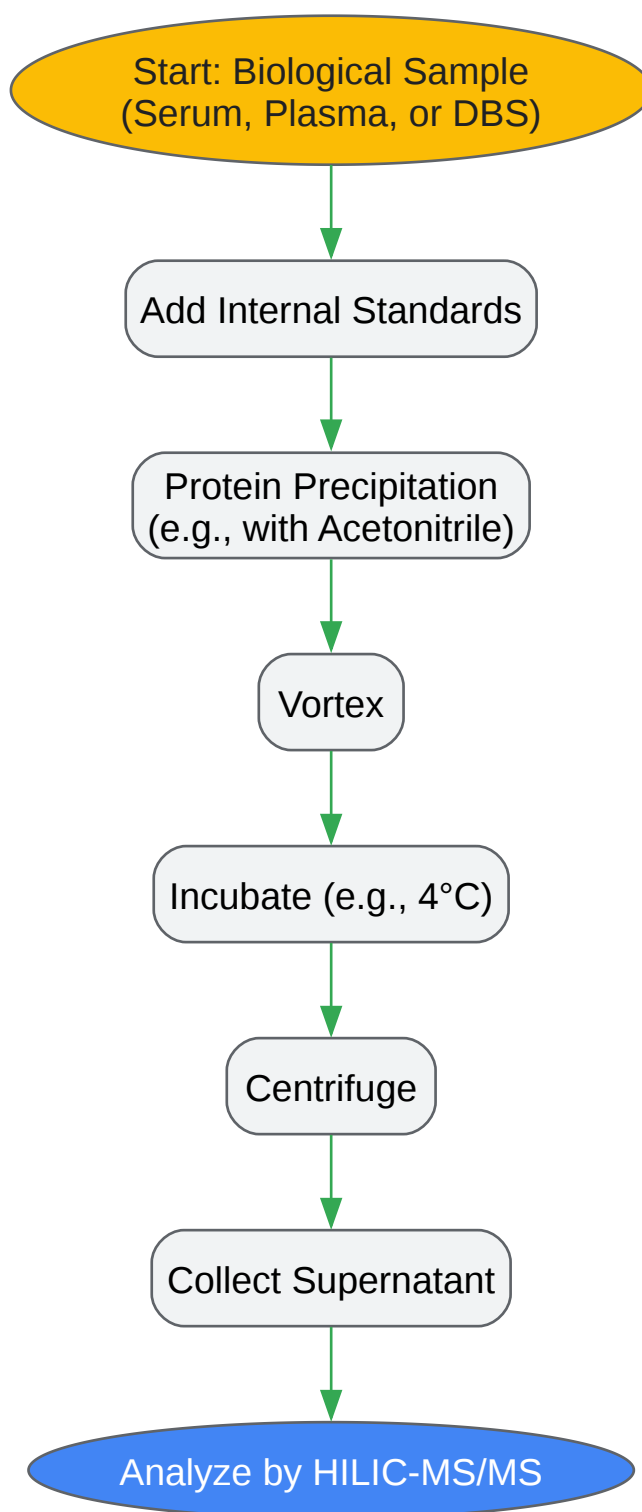 Start: Biological Sample
(Serum, Plasma, or DBS)
Add Internal Standards
Protein Precipitation
(e.g., with Acetonitrile)
Vortex
Incubate (e.g., 4°C)
Centrifuge
Collect Supernatant
Analyze by HILIC-MS/MS